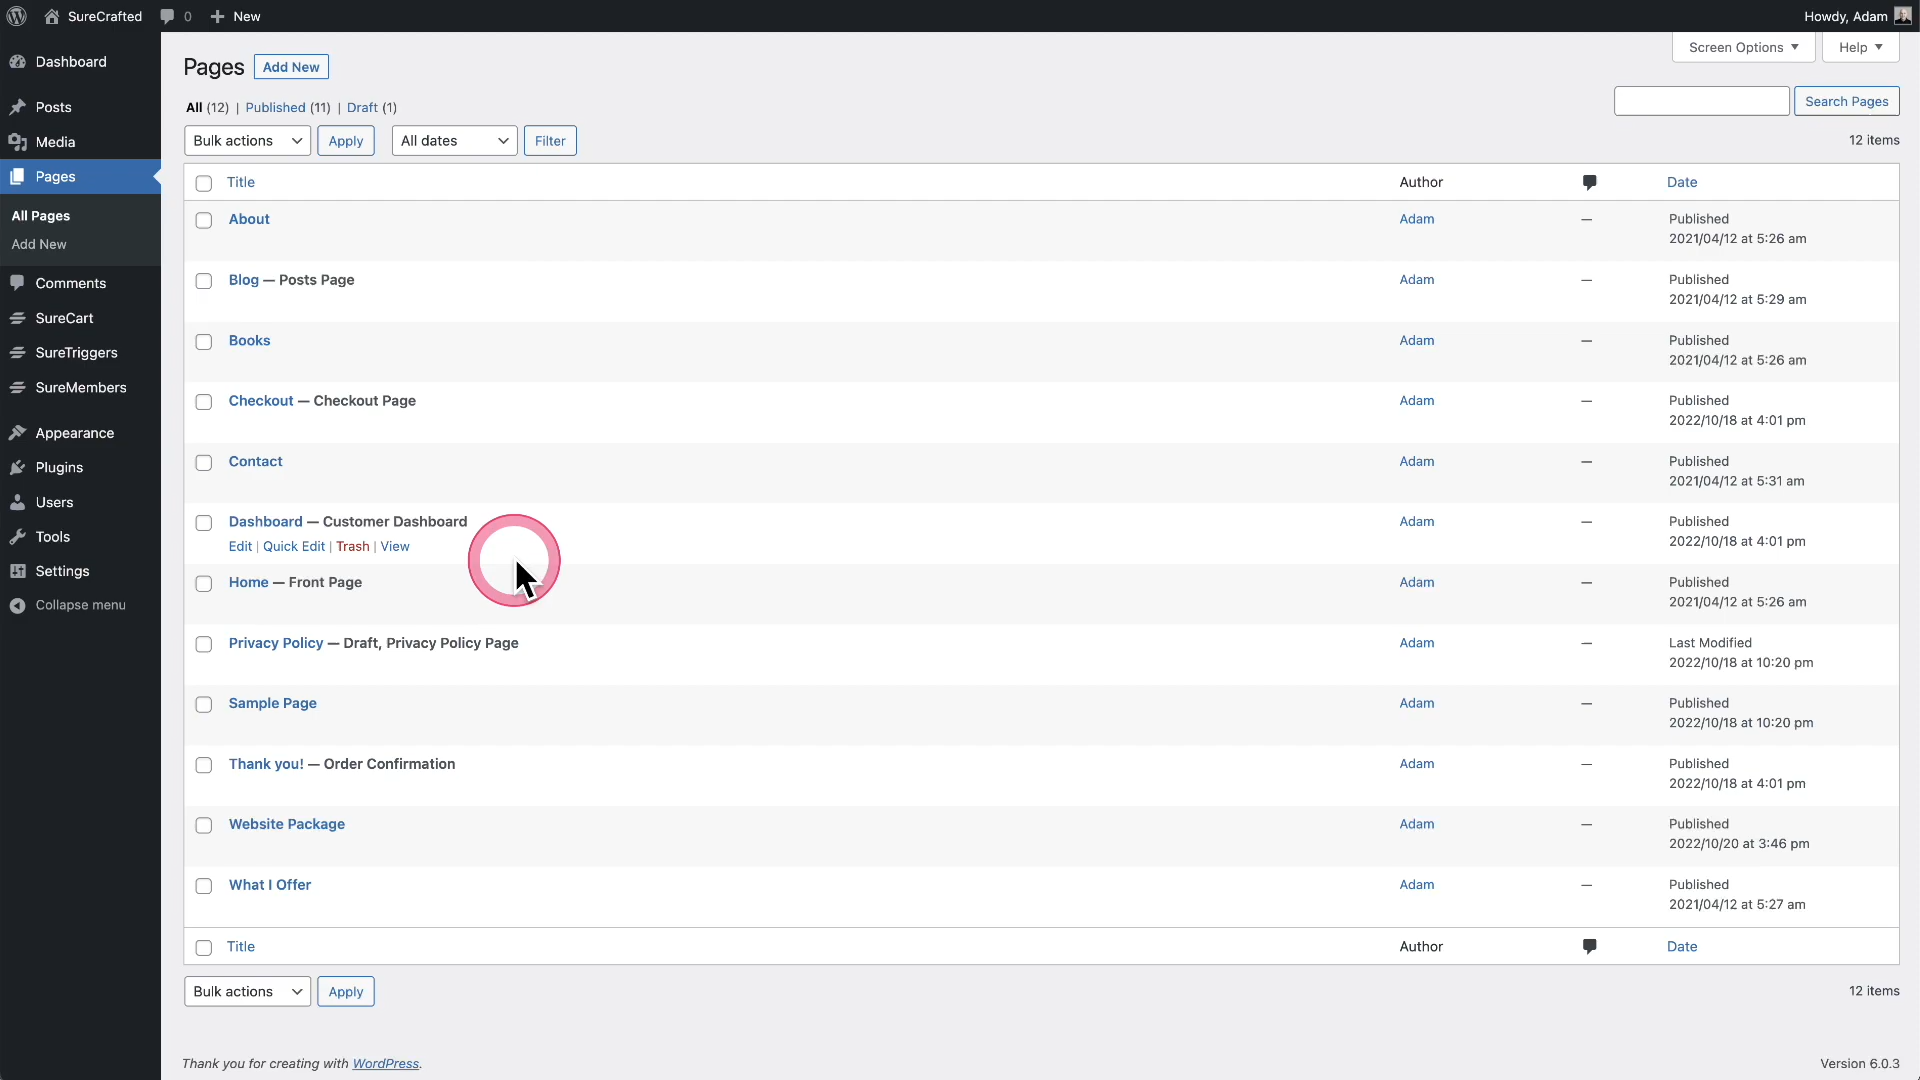 SureCrafted 0 New Howdy, Adam
Dashboard
Posts
Media
Pages
All Pages
Add New
Comments
SureCart
SureTriggers
SureMembers
Appearance
Plugins
Users
Tools
Settings
Collapse menu
Screen Options Help
Pages Add New
All (12) | Published (11) | Draft (1)
Search Pages
Bulk actions Apply All dates Filter 12 items
Title Author Date
About Adam — Published
2021/04/12 at 5:26 am
Blog — Posts Page Adam — Published
2021/04/12 at 5:29 am
Books Adam — Published
2021/04/12 at 5:26 am
Checkout — Checkout Page Adam — Published
2022/10/18 at 4:01 pm
Contact Adam — Published
2021/04/12 at 5:31 am
Dashboard — Customer Dashboard Adam — Published
Edit | Quick Edit | Trash | View 2022/10/18 at 4:01 pm
Home — Front Page Adam — Published
2021/04/12 at 5:26 am
Privacy Policy — Draft, Privacy Policy Page Adam — Last Modified
2022/10/18 at 10:20 pm
Sample Page Adam — Published
2022/10/18 at 10:20 pm
Thank you! — Order Confirmation Adam — Published
2022/10/18 at 4:01 pm
Website Package Adam — Published
2022/10/20 at 3:46 pm
What I Offer Adam — Published
2021/04/12 at 5:27 am
Title Author Date
Bulk actions Apply 12 items
Thank you for creating with WordPress. Version 6.0.3